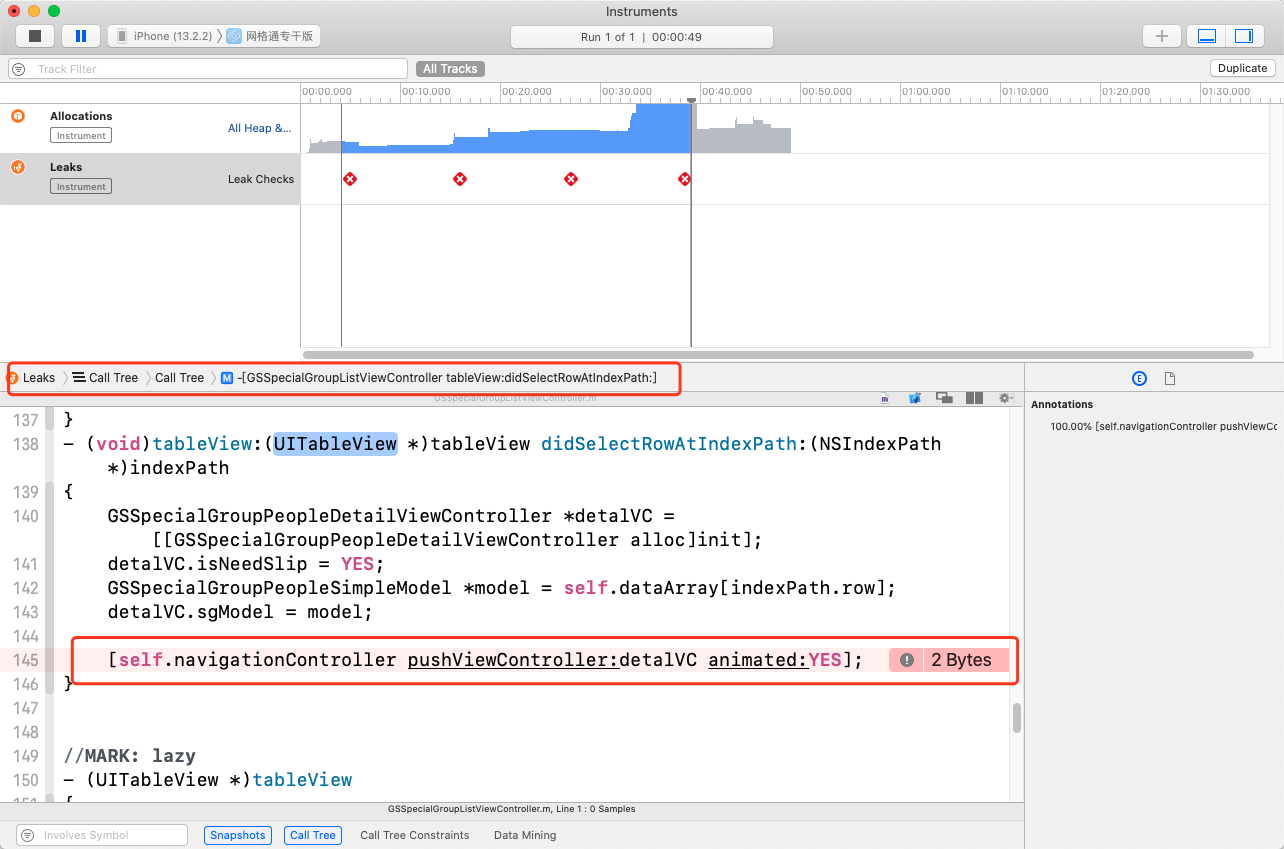 Instruments
iPhone (13.2.2) 〉 网格通专干版
Run 1 of 1 | 00:00:49
Track Filter
All Tracks
Duplicate
00:00.000 00:10.000 00:20.000 00:30.000 00:40.000 00:50.000 01:00.000 01:10.000 01:20.000 01:30.000
Allocations
Instrument
All Heap &...
Leaks
Instrument
Leak Checks
Leaks 〉 Call Tree 〉 Call Tree 〉 M -[GSSpecialGroupListViewController tableView:didSelectRowAtIndexPath:]
GSSpecialGroupListViewController.m
m
E
Annotations
100.00% [self.navigationController pushViewCc
137 }
138 - (void)tableView:(UITableView *)tableView didSelectRowAtIndexPath:(NSIndexPath
*)indexPath
139 {
140 GSSpecialGroupPeopleDetailViewController *detalVC =
[[GSSpecialGroupPeopleDetailViewController alloc]init];
141 detalVC.isNeedSlip = YES;
142 GSSpecialGroupPeopleSimpleModel *model = self.dataArray[indexPath.row];
143 detalVC.sgModel = model;
144
145 [self.navigationController pushViewController:detalVC animated:YES]; ! 2 Bytes
146 }
147
148
149 //MARK: lazy
150 - (UITableView *)tableView
151 {
GSSpecialGroupListViewController.m, Line 1 : 0 Samples
Involves Symbol
Snapshots
Call Tree
Call Tree Constraints
Data Mining